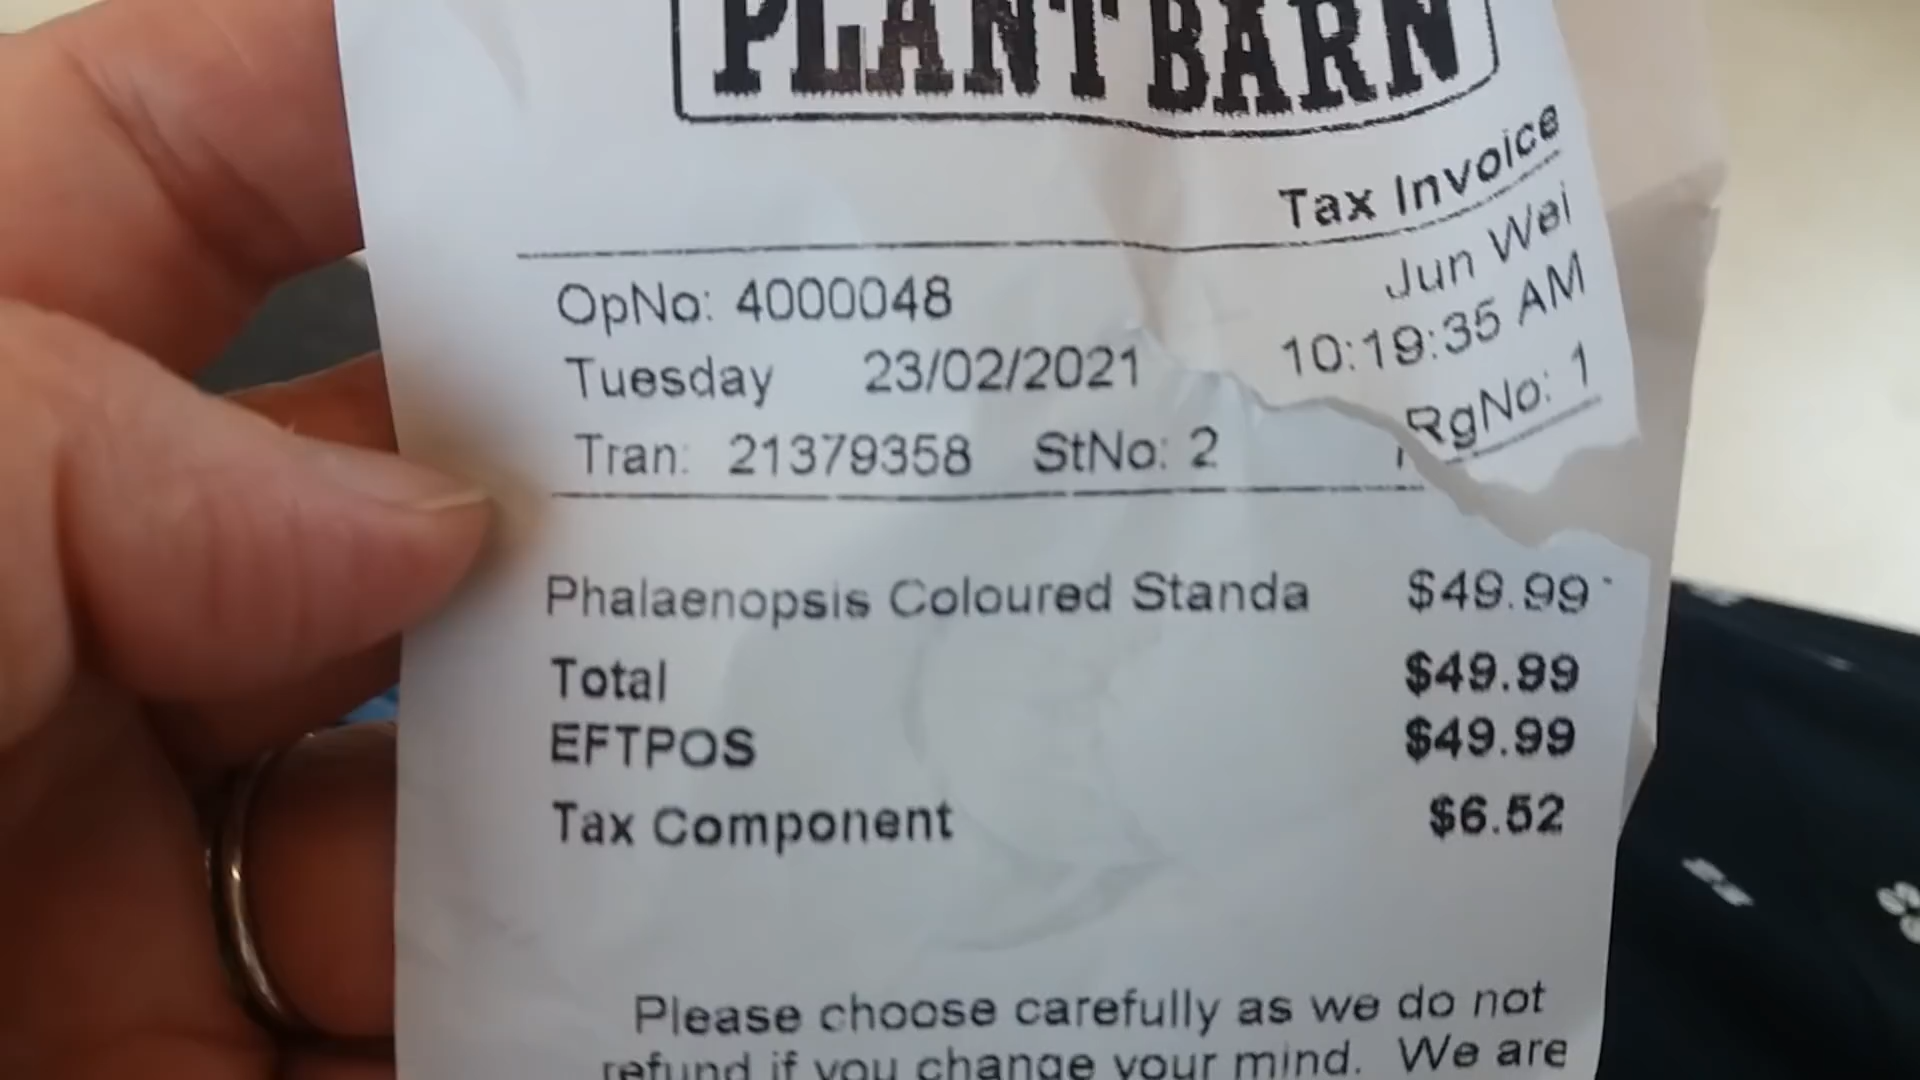 PLANT BARN
Tax Invoice
OpNo: 4000048 Jun Wei
Tuesday 23/02/2021 10:19:35 AM
Tran: 21379358 StNo: 2 RgNo: 1
Phalaenopsis Coloured Standa $49.99
Total $49.99
EFTPOS $49.99
Tax Component $6.52
Please choose carefully as we do not
refund if you change your mind. We are